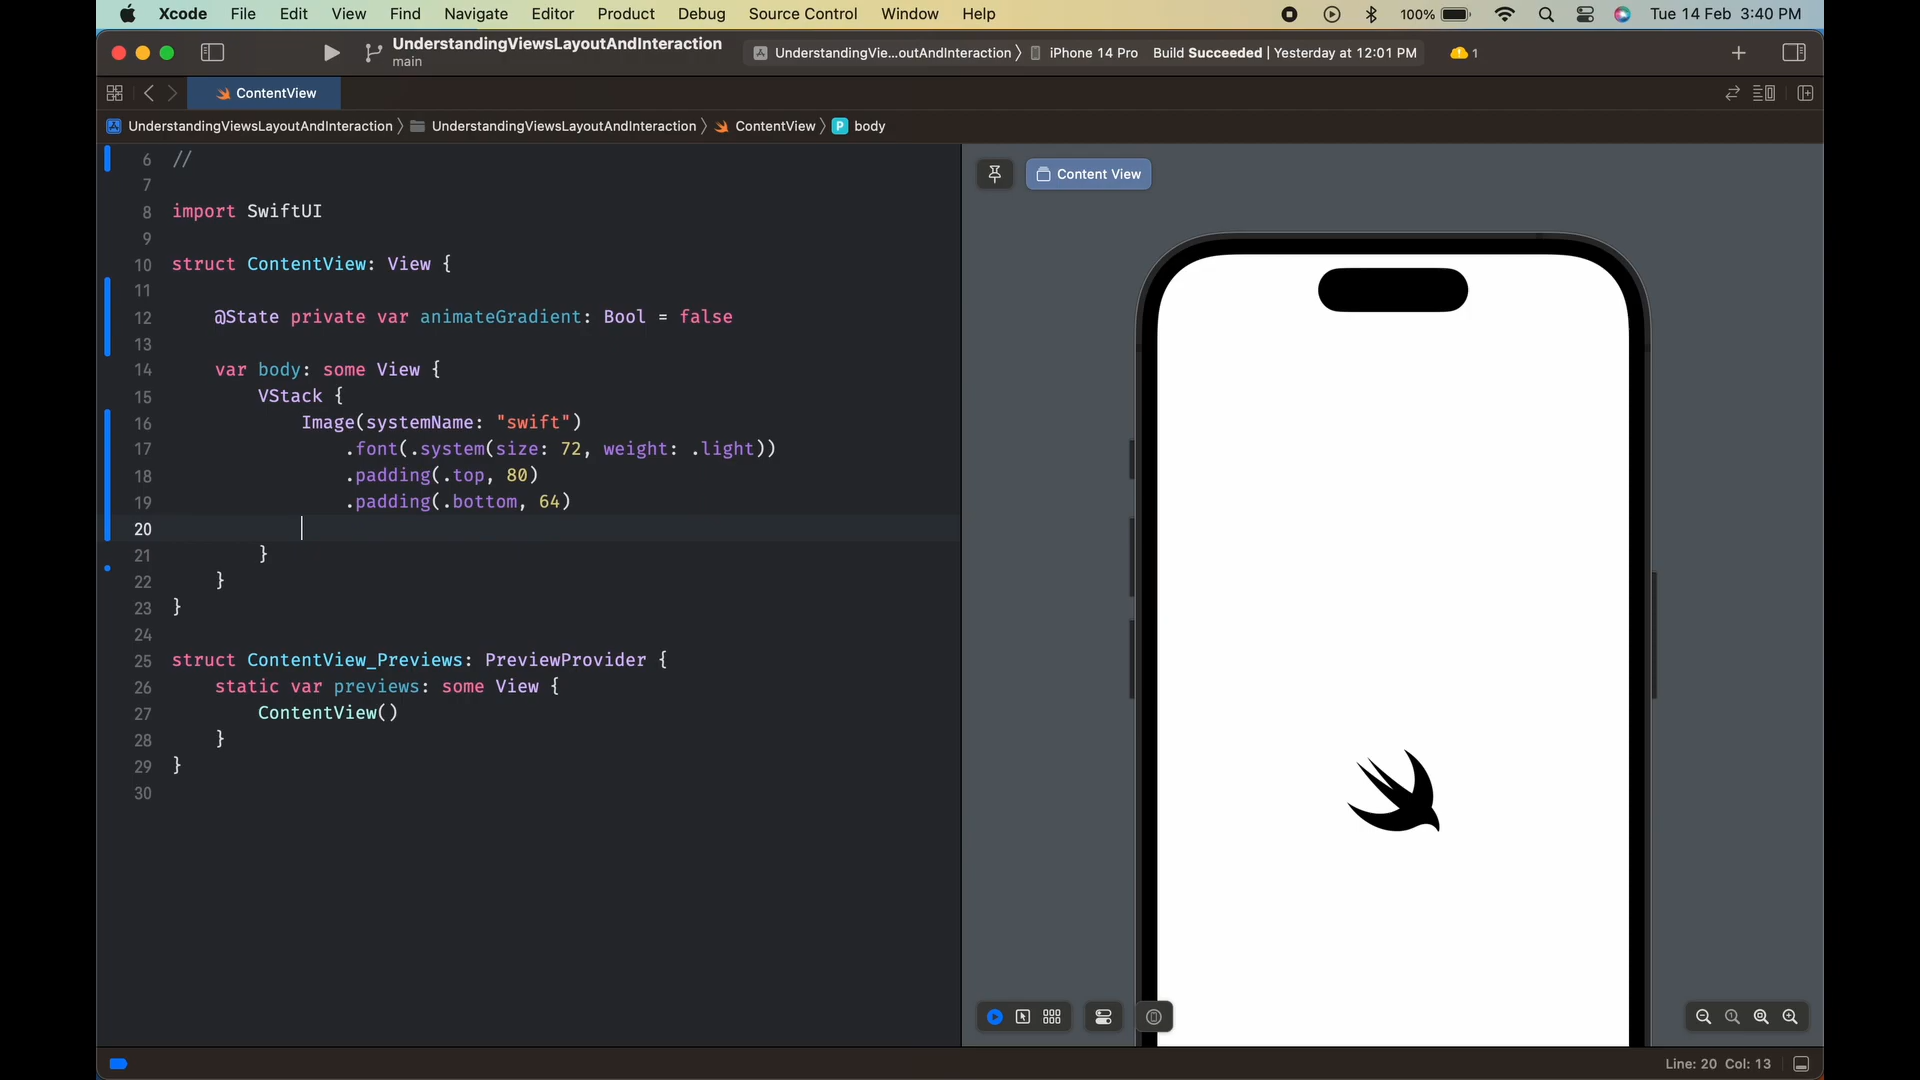 Xcode File Edit View Find Navigate Editor Product Debug Source Control Window Help 100% Tue 14 Feb 3:40 PM
UnderstandingViewsLayoutAndInteraction
main
UnderstandingVie...outAndInteraction 〉 iPhone 14 Pro Build Succeeded | Yesterday at 12:01 PM 1
ContentView
UnderstandingViewsLayoutAndInteraction 〉 UnderstandingViewsLayoutAndInteraction 〉 ContentView 〉 P body
6 //
7
8 import SwiftUI
9
10 struct ContentView: View {
11
12 @State private var animateGradient: Bool = false
13
14 var body: some View {
15 VStack {
16 Image(systemName: "swift")
17 .font(.system(size: 72, weight: .light))
18 .padding(.top, 80)
19 .padding(.bottom, 64)
20
21 }
22 }
23 }
24
25 struct ContentView_Previews: PreviewProvider {
26 static var previews: some View {
27 ContentView()
28 }
29 }
30
Content View
Line: 20 Col: 13